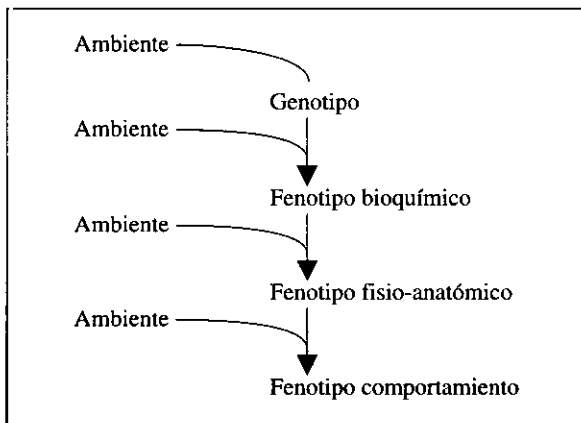 Ambiente
Genotipo
Ambiente
Fenotipo bioquímico
Ambiente
Fenotipo fisio-anatómico
Ambiente
Fenotipo comportamiento